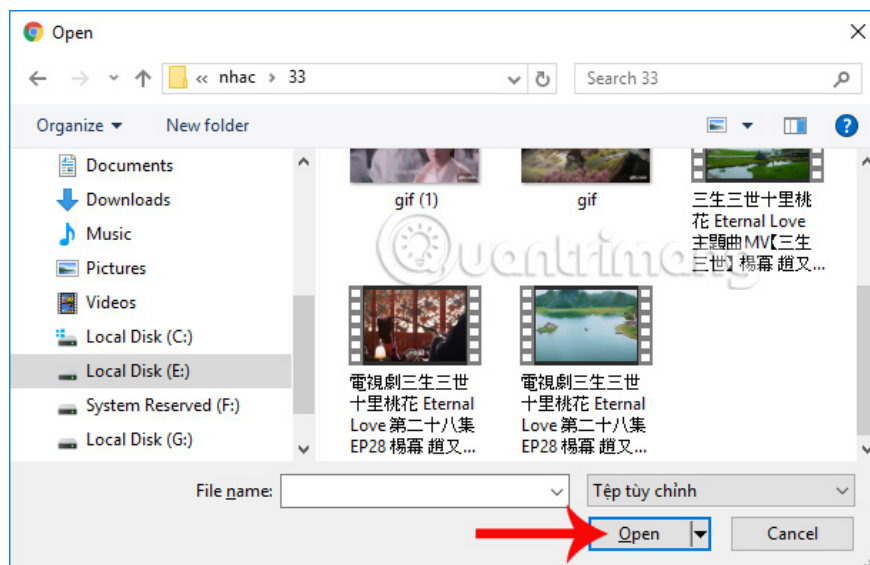 Open
« nhac > 33
Search 33
Organize
New folder
Documents
Downloads
Music
Pictures
Videos
Local Disk (C:)
Local Disk (E:)
System Reserved (F:)
Local Disk (G:)
gif (1)
gif
三生三世十里桃
花 Eternal Love
主題曲MV【三生
三世】楊幂 趙又...
Quantrimang
電視劇三生三世
十里桃花 Eternal
Love 第二十八集
EP28 楊幂 趙又...
電視劇三生三世
十里桃花 Eternal
Love 第二十八集
EP28 楊幂 趙又...
File name:
Tệp tùy chỉnh
Open
Cancel